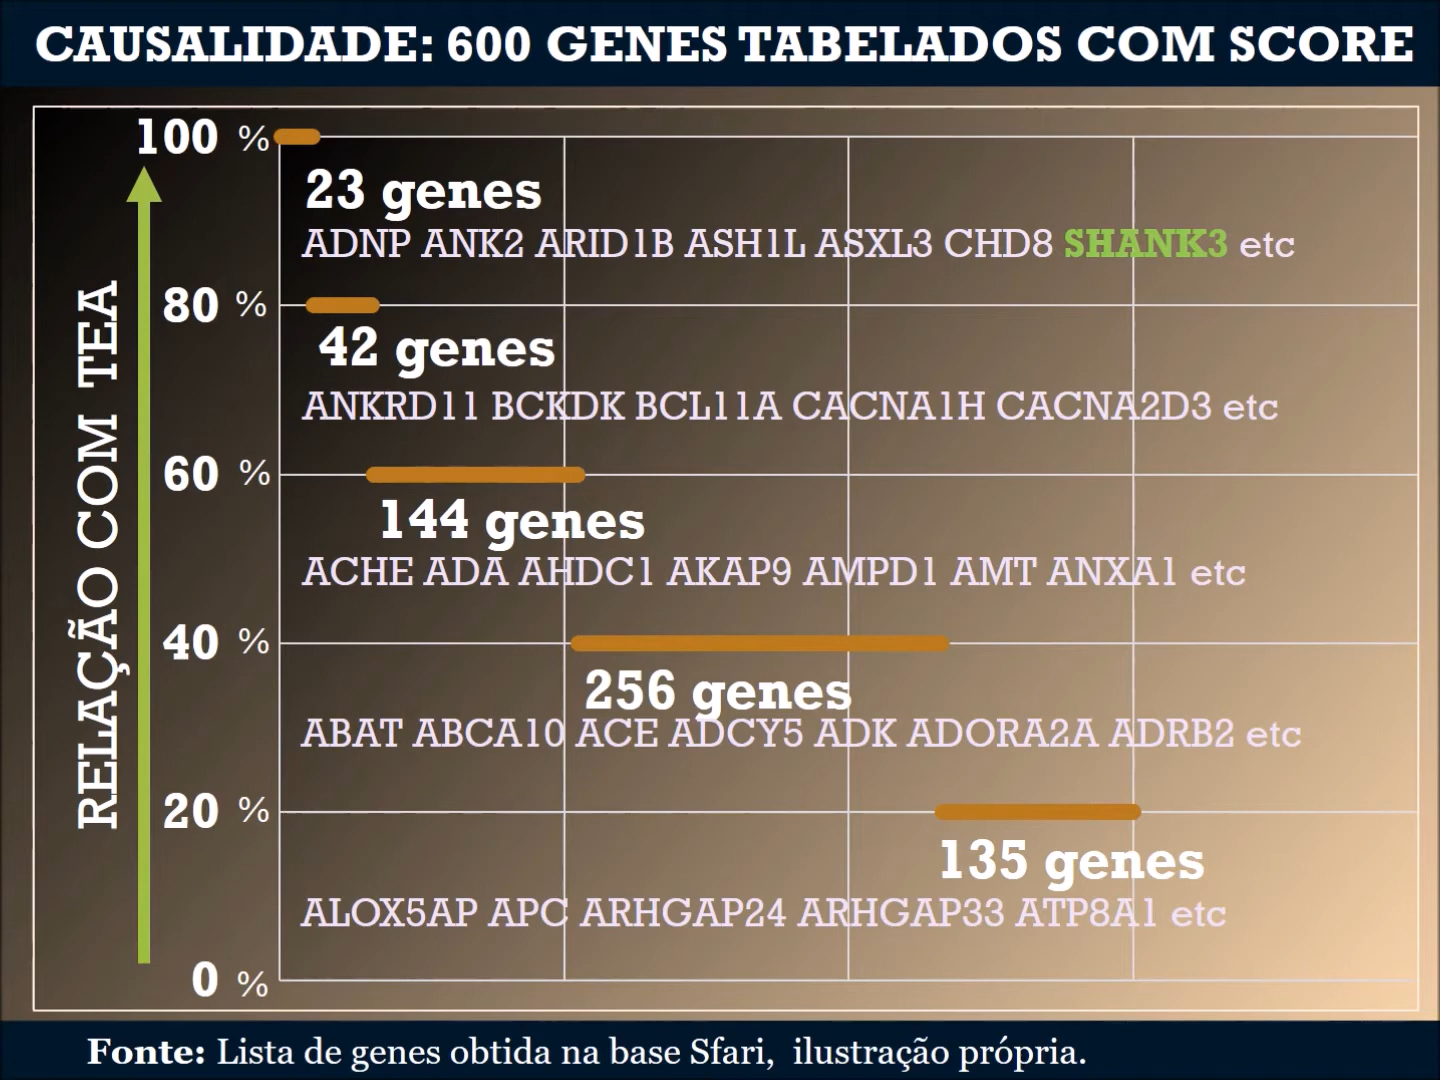 CAUSALIDADE: 600 GENES TABELADOS COM SCORE
RELAÇÃO COM TEA
100 %
23 genes
ADNP ANK2 ARID1B ASH1L ASXL3 CHD8 SHANK3 etc
80 %
42 genes
ANKRD11 BCKDK BCL11A CACNA1H CACNA2D3 etc
60 %
144 genes
ACHE ADA AHDC1 AKAP9 AMPD1 AMT ANXA1 etc
40 %
256 genes
ABAT ABCA10 ACE ADCY5 ADK ADORA2A ADRB2 etc
20 %
135 genes
ALOX5AP APC ARHGAP24 ARHGAP33 ATP8A1 etc
0 %
Fonte: Lista de genes obtida na base Sfari, ilustração própria.